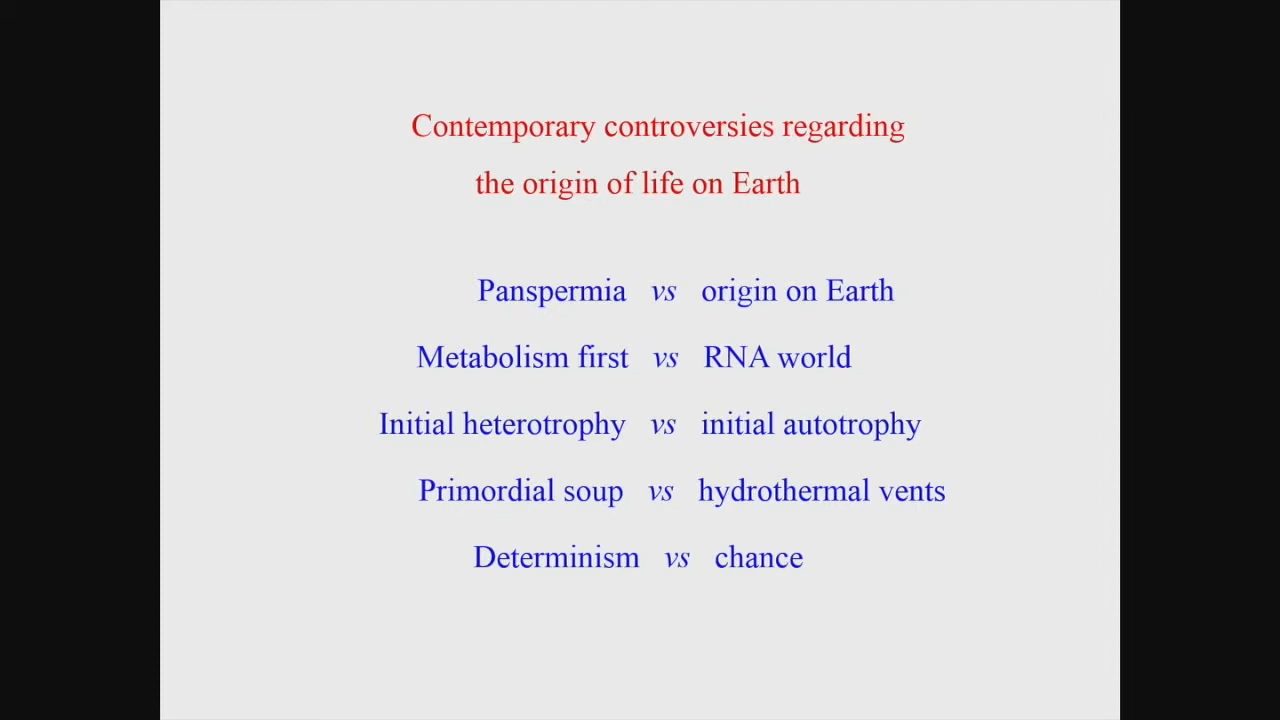 Contemporary controversies regarding
the origin of life on Earth
Panspermia vs origin on Earth
Metabolism first vs RNA world
Initial heterotrophy vs initial autotrophy
Primordial soup vs hydrothermal vents
Determinism vs chance